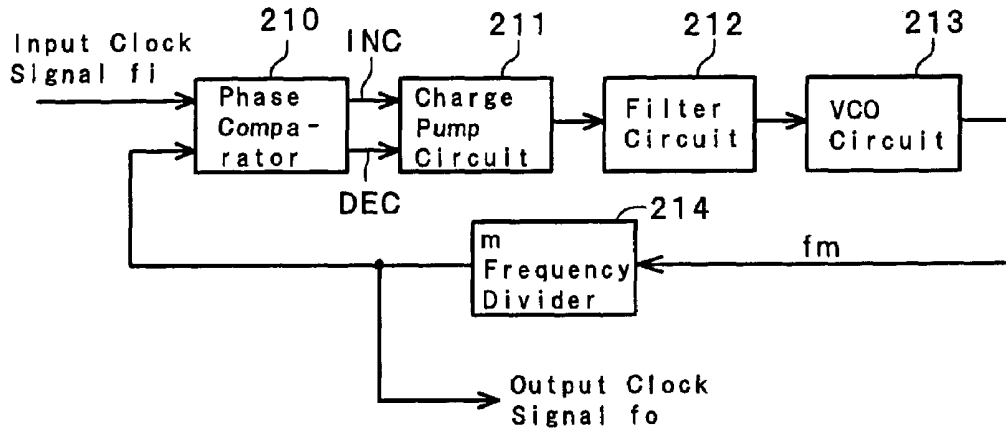 210
INC
211
212
213
Input Clock
Signal fi
Phase
Compa-
rator
Charge
Pump
Circuit
Filter
Circuit
VCO
Circuit
DEC
214
m
Frequency
Divider
fm
Output Clock
Signal fo